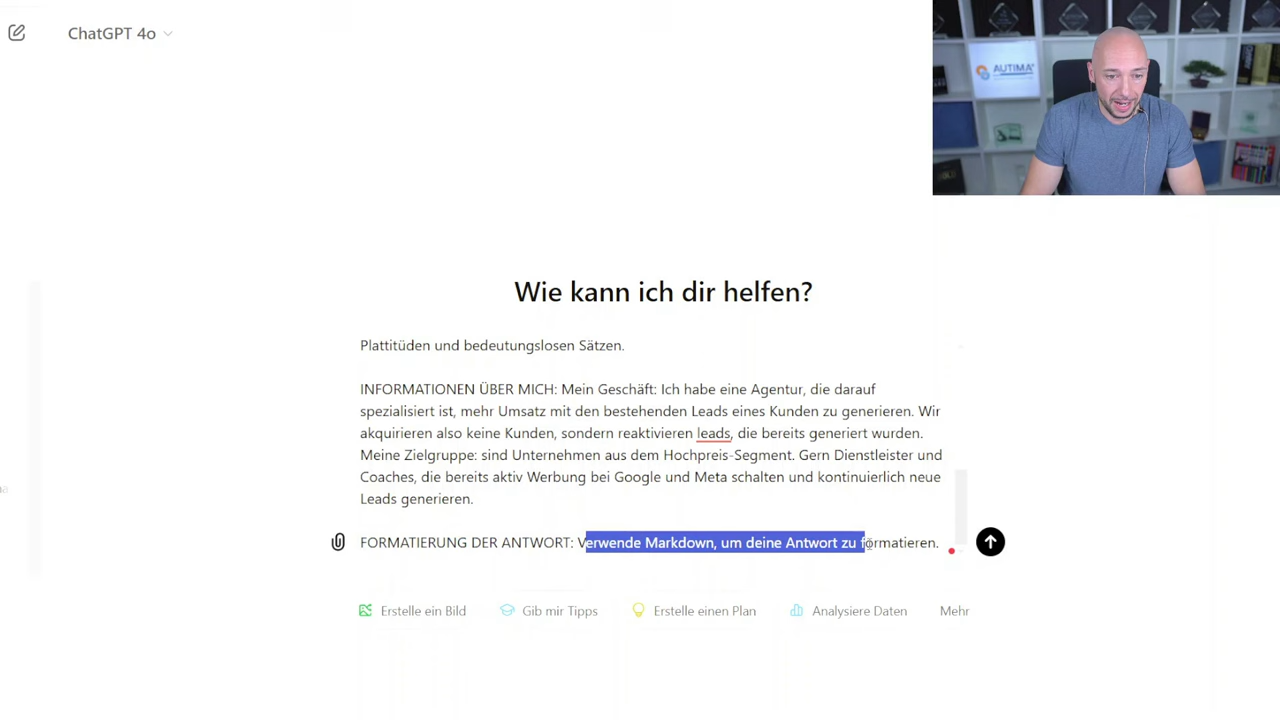 ChatGPT 4o
AUTIMA
Wie kann ich dir helfen?
Plattitüden und bedeutungslosen Sätzen.
INFORMATIONEN ÜBER MICH: Mein Geschäft: Ich habe eine Agentur, die darauf
spezialisiert ist, mehr Umsatz mit den bestehenden Leads eines Kunden zu generieren. Wir
akquirieren also keine Kunden, sondern reaktivieren leads, die bereits generiert wurden.
Meine Zielgruppe: sind Unternehmen aus dem Hochpreis-Segment. Gern Dienstleister und
Coaches, die bereits aktiv Werbung bei Google und Meta schalten und kontinuierlich neue
Leads generieren.
FORMATIERUNG DER ANTWORT: Verwende Markdown, um deine Antwort zu formatieren.
Erstelle ein Bild
Gib mir Tipps
Erstelle einen Plan
Analysiere Daten
Mehr